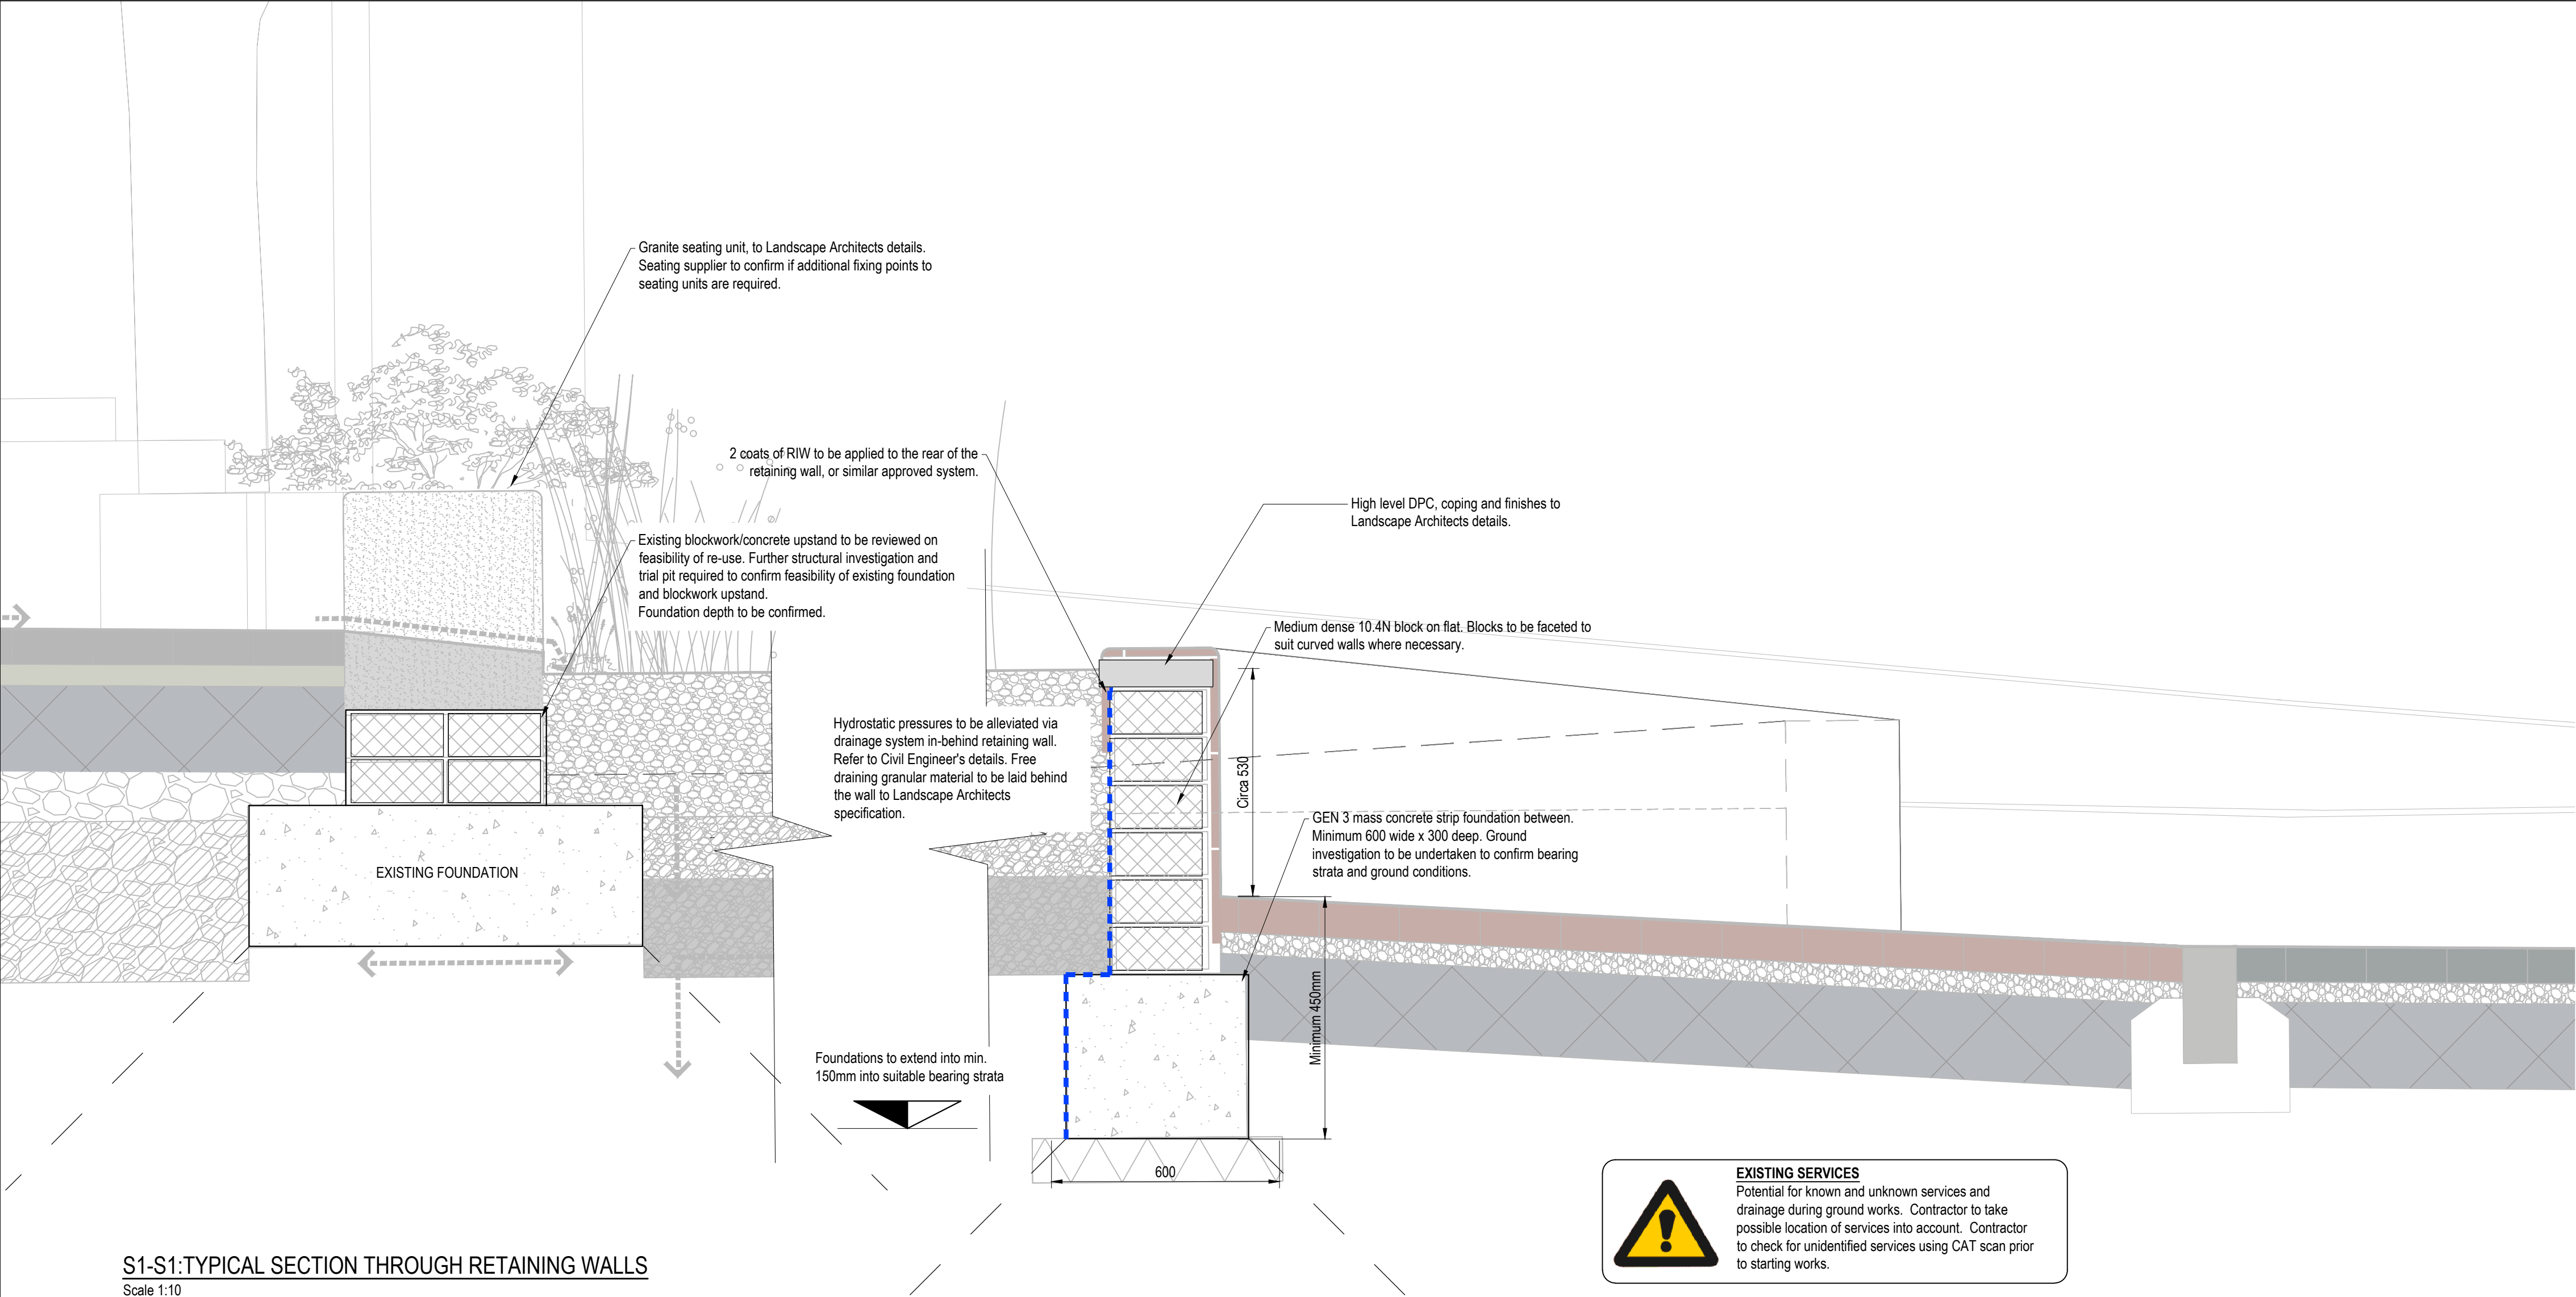 Granite seating unit, to Landscape Architects details.
Seating supplier to confirm if additional fixing points to
seating units are required.
2 coats of RIW to be applied to the rear of the
retaining wall, or similar approved system.
High level DPC, coping and finishes to
Landscape Architects details.
Existing blockwork/concrete upstand to be reviewed on
feasibility of re-use. Further structural investigation and
trial pit required to confirm feasibility of existing foundation
and blockwork upstand.
Foundation depth to be confirmed.
Medium dense 10.4N block on flat. Blocks to be faceted to
suit curved walls where necessary.
Hydrostatic pressures to be alleviated via
drainage system in-behind retaining wall.
Refer to Civil Engineer's details. Free
draining granular material to be laid behind
the wall to Landscape Architects
specification.
Circa 530
GEN 3 mass concrete strip foundation between.
Minimum 600 wide x 300 deep. Ground
investigation to be undertaken to confirm bearing
strata and ground conditions.
EXISTING FOUNDATION
Minimum 450mm
Foundations to extend into min.
150mm into suitable bearing strata
600
EXISTING SERVICES
Potential for known and unknown services and
drainage during ground works. Contractor to take
possible location of services into account. Contractor
to check for unidentified services using CAT scan prior
to starting works.
S1-S1:TYPICAL SECTION THROUGH RETAINING WALLS
Scale 1:10